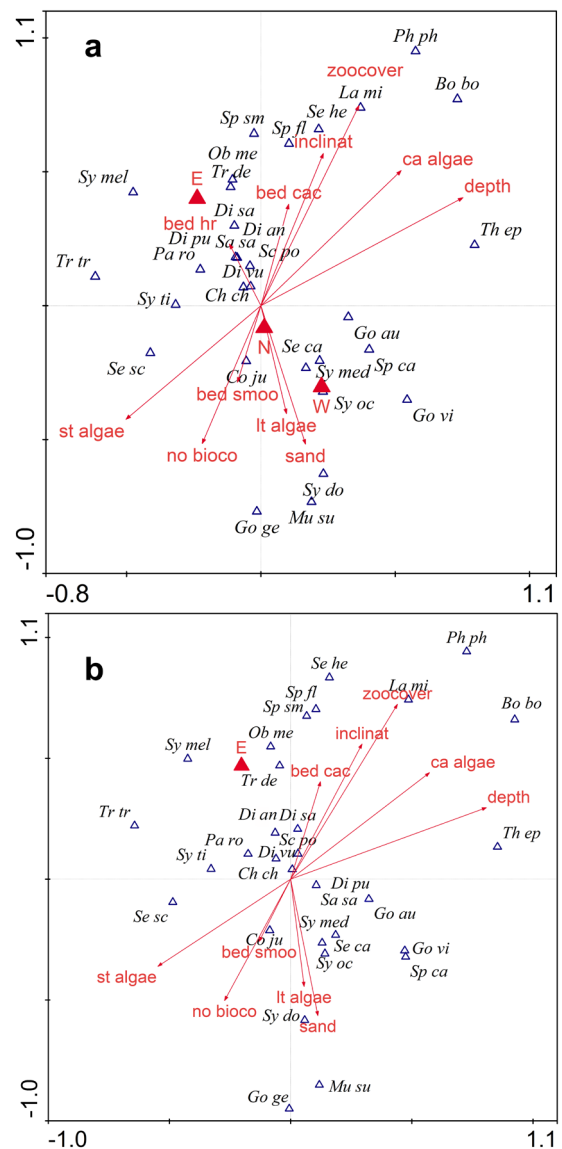 1.1
a
Ph ph
zoocover
Bo bo
La mi
Se he
Sp sm
Sp fl
inclinat
Ob me
ca algae
Tr de
E
Sy mel
bed cac
depth
Di sa
bed hr
Di an
Th ep
Di pu
Sa sa
Pa ro
Sc po
Tr tr
Di vu
Ch ch
Sy ti
Go au
N
Se ca
Se sc
Sp ca
Co ju
Sy med
bed smoo
W
Sy oc
Go vi
lt algae
st algae
no bioco
sand
Sy do
Mu su
Go ge
-1.0
-0.8
1.1
1.1
b
Ph ph
Se he
La mi
zoocover
Sp fl
Sp sm
Bo bo
Ob me
inclinat
Sy mel
E
ca algae
bed cac
Tr de
depth
Tr tr
Di an
Di sa
Th ep
Pa ro
Sc po
Sy ti
Di vu
Ch ch
Di pu
Sa sa
Se sc
Go au
Sy med
Co ju
Se ca
Go vi
bed smoo
Sy oc
Sp ca
st algae
lt algae
no bioco
Sy do
sand
Mu su
Go ge
-1.0
-1.0
1.1